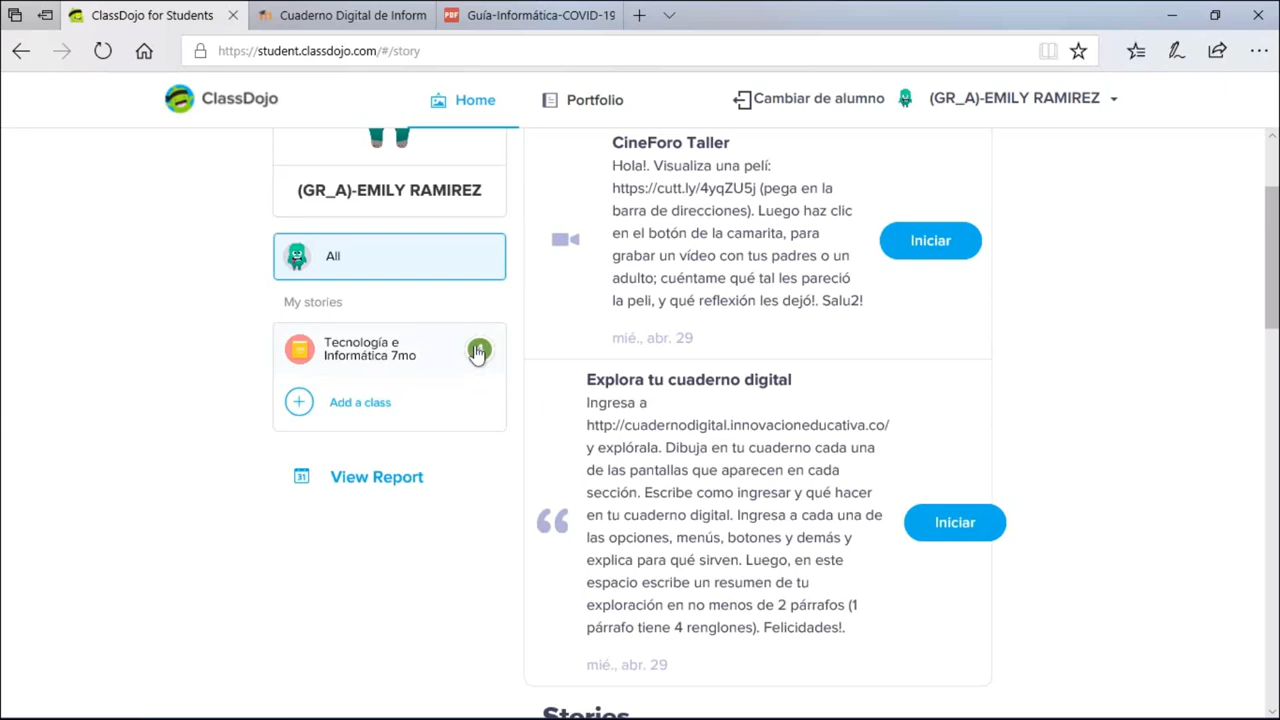 ClassDojo for Students
Cuaderno Digital de Inform
PDF
Guía-Informática-COVID-19
https://student.classdojo.com/#/story
ClassDojo
Home
Portfolio
Cambiar de alumno
(GR_A)-EMILY RAMIREZ
(GR_A)-EMILY RAMIREZ
All
My stories
Tecnología e
Informática 7mo
Add a class
31
View Report
CineForo Taller
Hola!. Visualiza una pelí:
https://cutt.ly/4yqZU5j (pega en la
barra de direcciones). Luego haz clic
en el botón de la camarita, para
grabar un vídeo con tus padres o un
adulto; cuéntame qué tal les pareció
la peli, y qué reflexión les dejó!. Salu2!
mié., abr. 29
Iniciar
Explora tu cuaderno digital
Ingresa a
http://cuadernodigital.innovacioneducativa.co/
y explórala. Dibuja en tu cuaderno cada una
de las pantallas que aparecen en cada
sección. Escribe como ingresar y qué hacer
en tu cuaderno digital. Ingresa a cada una de
las opciones, menús, botones y demás y
explica para qué sirven. Luego, en este
espacio escribe un resumen de tu
exploración en no menos de 2 párrafos (1
párrafo tiene 4 renglones). Felicidades!.
mié., abr. 29
Iniciar
Stories